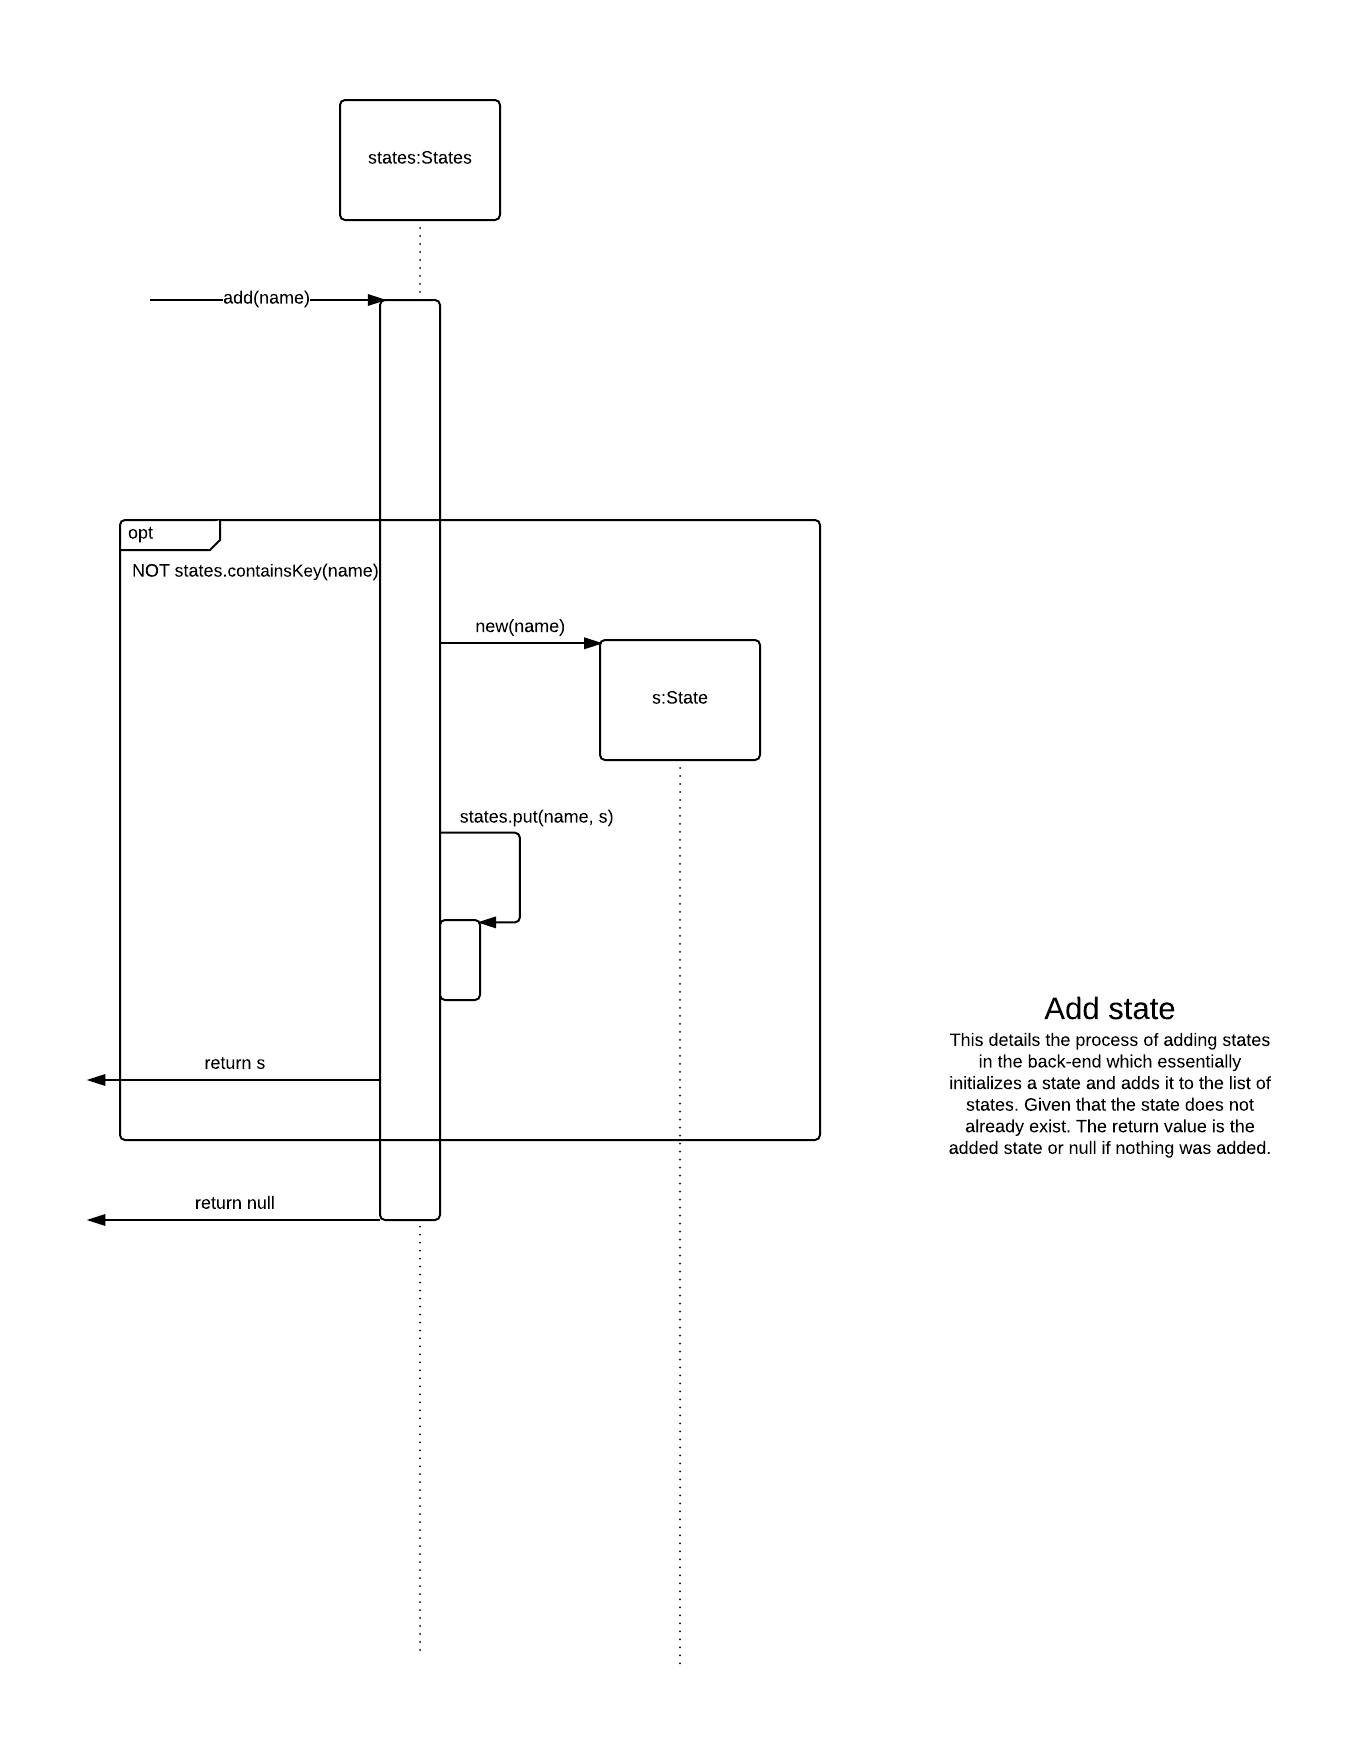 states:States
add(name)
opt
NOT states.containsKey(name)
new(name)
s:State
states.put(name, s)
return s
return null
Add state
This details the process of adding states
in the back-end which essentially
initializes a state and adds it to the list of
states. Given that the state does not
already exist. The return value is the
added state or null if nothing was added.